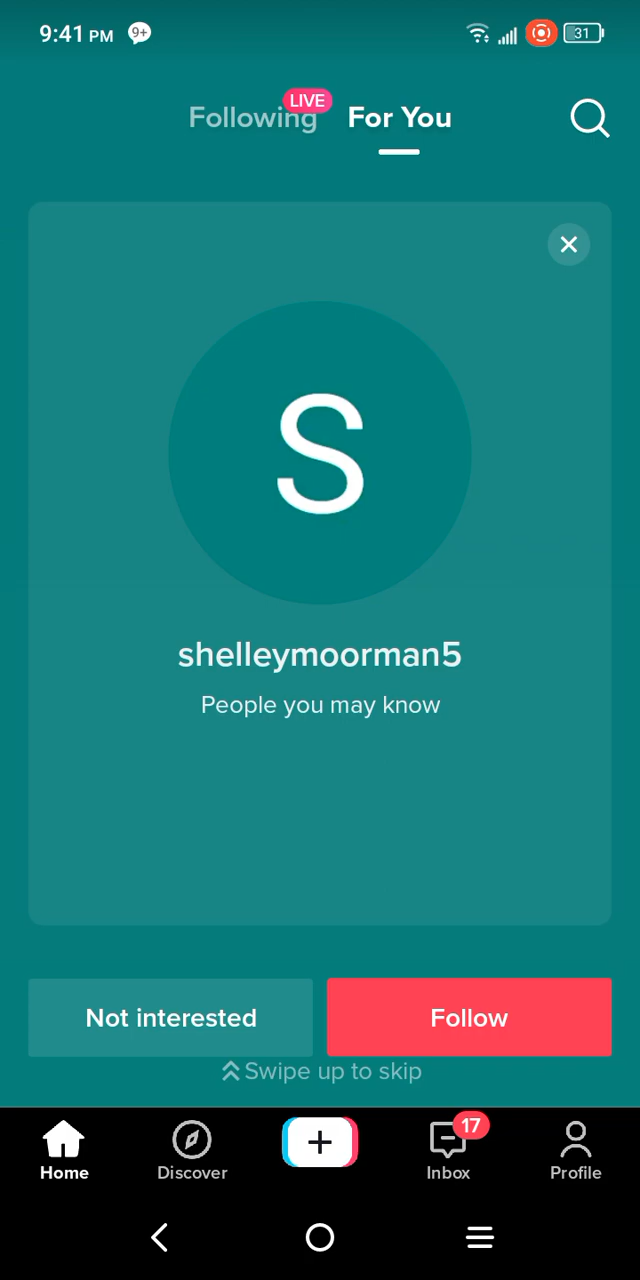 9:41 PM 9+ 31
LIVE
Following For You
S
shelleymoorman5
People you may know
Not interested Follow
Swipe up to skip
17
Home Discover Inbox Profile